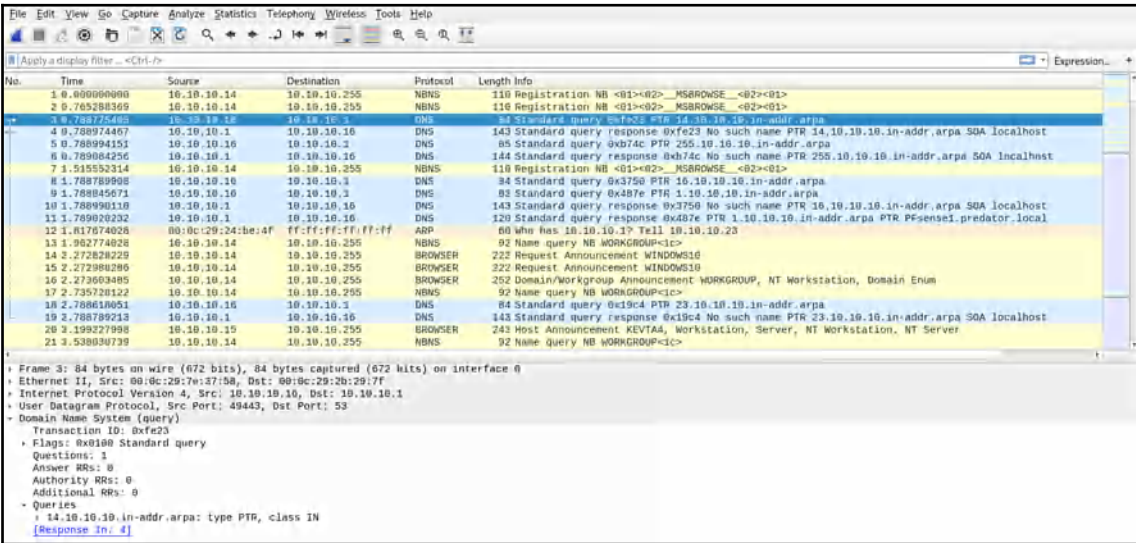 File Edit View Go Capture Analyze Statistics Telephony Wireless Tools Help
Apply a display filter ... <Ctrl-/> Expression... +
No. Time Source Destination Protocol Length Info
1 0.000000000 10.10.10.14 10.10.10.255 NBNS 110 Registration NB <01><02>__MSBROWSE__<02><01>
2 0.765288369 10.10.10.14 10.10.10.255 NBNS 110 Registration NB <01><02>__MSBROWSE__<02><01>
3 0.788775405 10.10.10.16 10.10.10.1 DNS 84 Standard query 0xfe23 PTR 14.10.10.10.in-addr.arpa
4 0.788974467 10.10.10.1 10.10.10.16 DNS 143 Standard query response 0xfe23 No such name PTR 14.10.10.10.in-addr.arpa SOA localhost
5 0.788994151 10.10.10.16 10.10.10.1 DNS 85 Standard query 0xb74c PTR 255.10.10.10.in-addr.arpa
6 0.789084256 10.10.10.1 10.10.10.16 DNS 144 Standard query response 0xb74c No such name PTR 255.10.10.10.in-addr.arpa SOA localhost
7 1.515552314 10.10.10.14 10.10.10.255 NBNS 110 Registration NB <01><02>__MSBROWSE__<02><01>
8 1.788789998 10.10.10.16 10.10.10.1 DNS 84 Standard query 0x3750 PTR 16.10.10.10.in-addr.arpa
9 1.788845671 10.10.10.16 10.10.10.1 DNS 83 Standard query 0x487e PTR 1.10.10.10.in-addr.arpa
10 1.788990110 10.10.10.1 10.10.10.16 DNS 143 Standard query response 0x3750 No such name PTR 16.10.10.10.in-addr.arpa SOA localhost
11 1.789020232 10.10.10.1 10.10.10.16 DNS 120 Standard query response 0x487e PTR 1.10.10.10.in-addr.arpa PTR PFsense1.predator.local
12 1.817674028 00:0c:29:24:be:4f ff:ff:ff:ff:ff:ff ARP 60 Who has 10.10.10.1? Tell 10.10.10.23
13 1.962774028 10.10.10.14 10.10.10.255 NBNS 92 Name query NB WORKGROUP<1c>
14 2.272828229 10.10.10.14 10.10.10.255 BROWSER 222 Request Announcement WINDOWS10
15 2.272980286 10.10.10.14 10.10.10.255 BROWSER 222 Request Announcement WINDOWS10
16 2.273603485 10.10.10.14 10.10.10.255 BROWSER 252 Domain/Workgroup Announcement WORKGROUP, NT Workstation, Domain Enum
17 2.735728122 10.10.10.14 10.10.10.255 NBNS 92 Name query NB WORKGROUP<1c>
18 2.788618051 10.10.10.16 10.10.10.1 DNS 84 Standard query 0x19c4 PTR 23.10.10.10.in-addr.arpa
19 2.788789213 10.10.10.1 10.10.10.16 DNS 143 Standard query response 0x19c4 No such name PTR 23.10.10.10.in-addr.arpa SOA localhost
20 3.199227998 10.10.10.15 10.10.10.255 BROWSER 243 Host Announcement KEVTA4, Workstation, Server, NT Workstation, NT Server
21 3.538030739 10.10.10.14 10.10.10.255 NBNS 92 Name query NB WORKGROUP<1c>
Frame 3: 84 bytes on wire (672 bits), 84 bytes captured (672 bits) on interface 0
Ethernet II, Src: 00:0c:29:7e:37:58, Dst: 00:0c:29:2b:29:7f
Internet Protocol Version 4, Src: 10.10.10.16, Dst: 10.10.10.1
User Datagram Protocol, Src Port: 49443, Dst Port: 53
Domain Name System (query)
Transaction ID: 0xfe23
Flags: 0x0100 Standard query
Questions: 1
Answer RRs: 0
Authority RRs: 0
Additional RRs: 0
Queries
14.10.10.10.in-addr.arpa: type PTR, class IN
[Response In: 4]